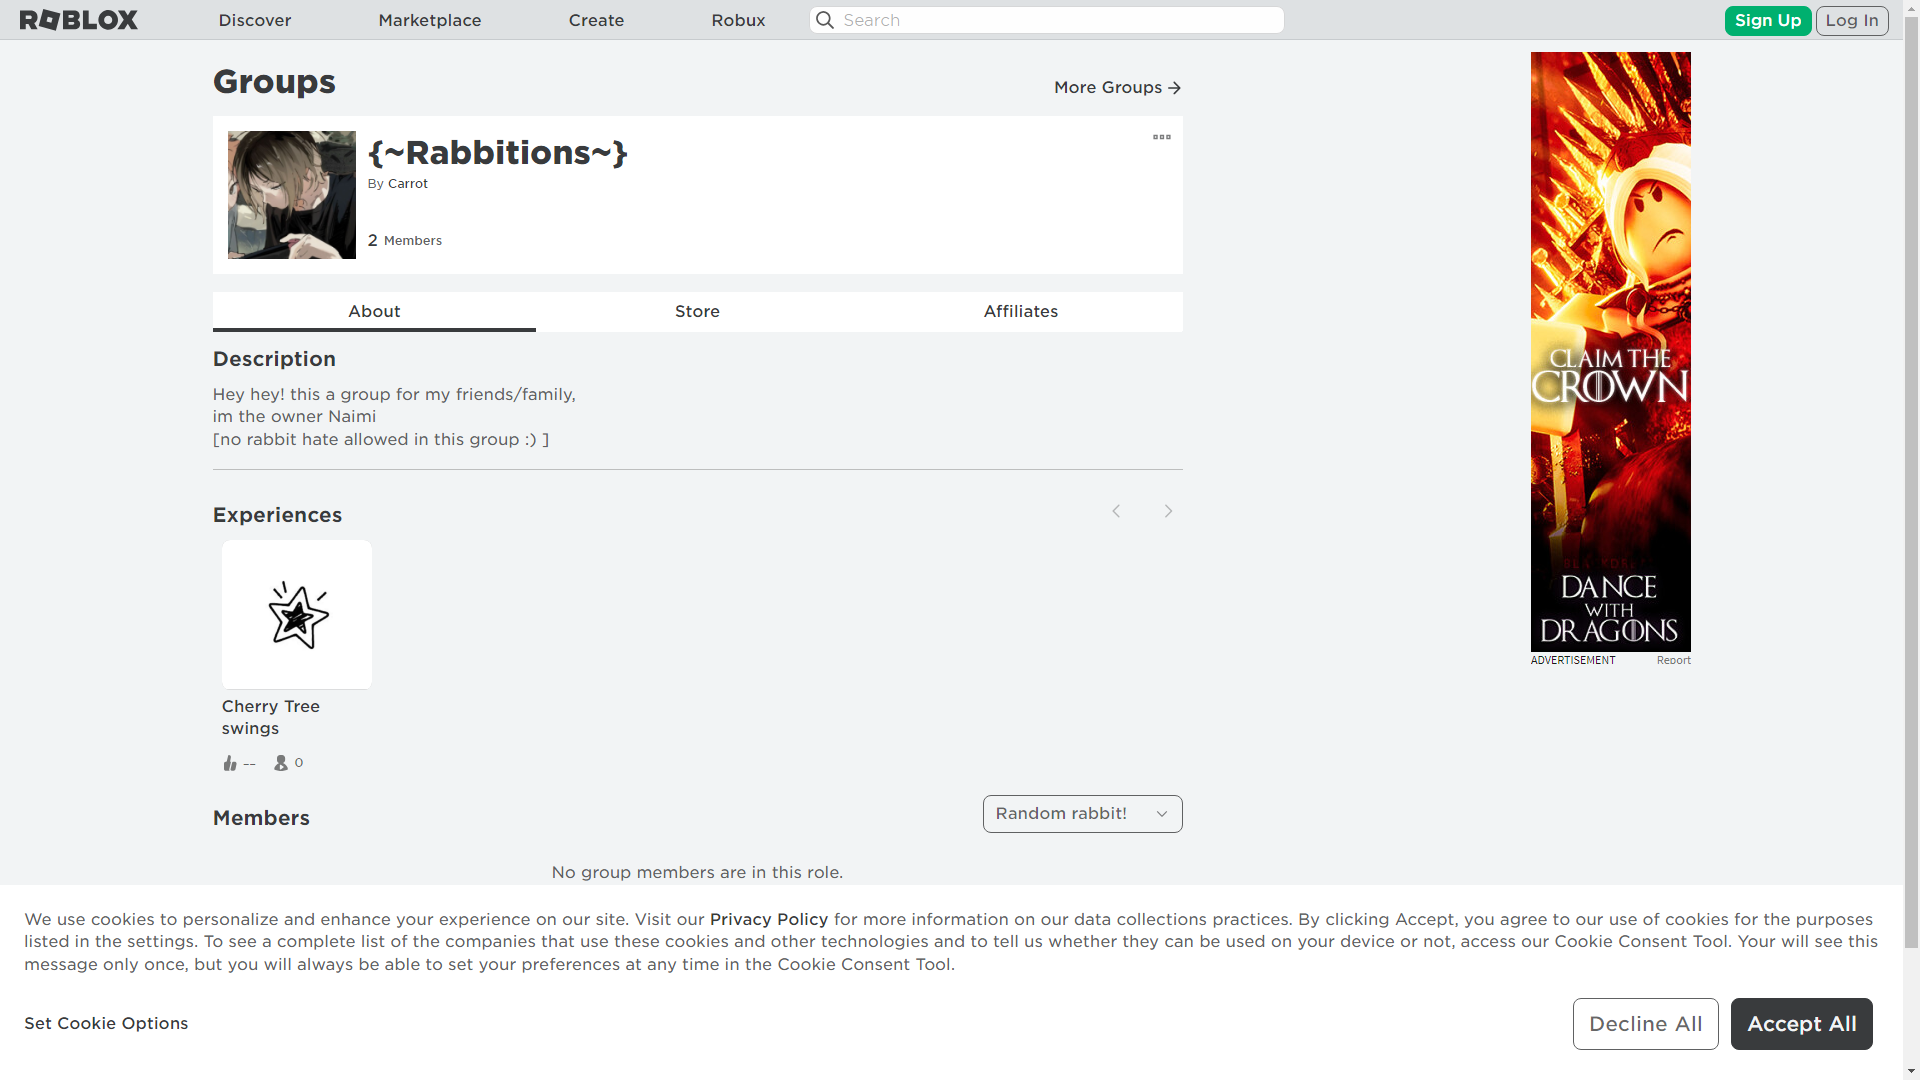 ROBLOX
Discover
Marketplace
Create
Robux
Search
Sign Up
Log In
Groups
More Groups
{~Rabbitions~}
By Carrot
2 Members
About
Store
Affiliates
Description
Hey hey! this a group for my friends/family,
im the owner Naimi
[no rabbit hate allowed in this group :) ]
Experiences
Cherry Tree
swings
--
0
Members
Random rabbit!
No group members are in this role.
CLAIM THE
CROWN
DANCE
WITH
DRAGONS
ADVERTISEMENT
Report
We use cookies to personalize and enhance your experience on our site. Visit our Privacy Policy for more information on our data collections practices. By clicking Accept, you agree to our use of cookies for the purposes
listed in the settings. To see a complete list of the companies that use these cookies and other technologies and to tell us whether they can be used on your device or not, access our Cookie Consent Tool. Your will see this
message only once, but you will always be able to set your preferences at any time in the Cookie Consent Tool.
Set Cookie Options
Decline All
Accept All